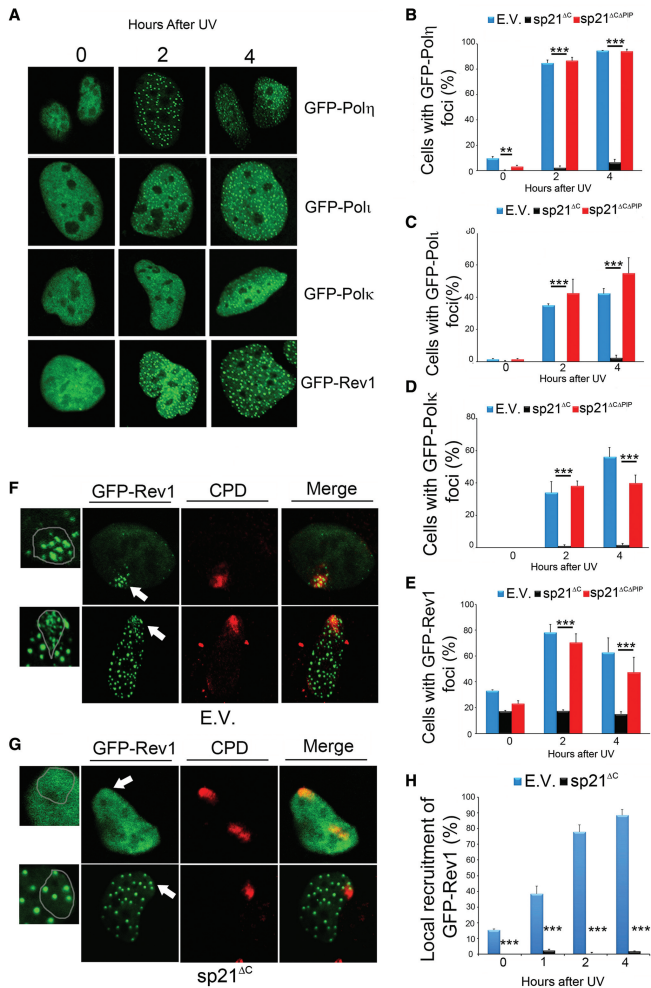 A
Hours After UV
0 2 4
GFP-Polη
GFP-Polι
GFP-Polκ
GFP-Rev1
B
E.V. sp21ΔC sp21ΔCΔPIP
Cells with GFP-Polη
foci (%)
100
80
60
40
20
0
** *** ***
0 2 4
Hours after UV
C
E.V. sp21ΔC sp21ΔCΔPIP
Cells with GFP-Polι
foci(%)
60
40
20
0
*** ***
0 2 4
Hours after UV
D
E.V. sp21ΔC sp21ΔCΔPIP
Cells with GFP-Polκ
foci (%)
80
60
40
20
0
*** ***
0 2 4
Hours after UV
E
E.V. sp21ΔC sp21ΔCΔPIP
Cells with GFP-Rev1
foci (%)
100
80
60
40
20
0
*** ***
0 2 4
Hours after UV
F
GFP-Rev1 CPD Merge
E.V.
G
GFP-Rev1 CPD Merge
sp21ΔC
H
E.V. sp21ΔC
Local recruitment of
GFP-Rev1 (%)
100
90
80
70
60
50
40
30
20
10
0
*** *** *** ***
0 1 2 4
Hours after UV